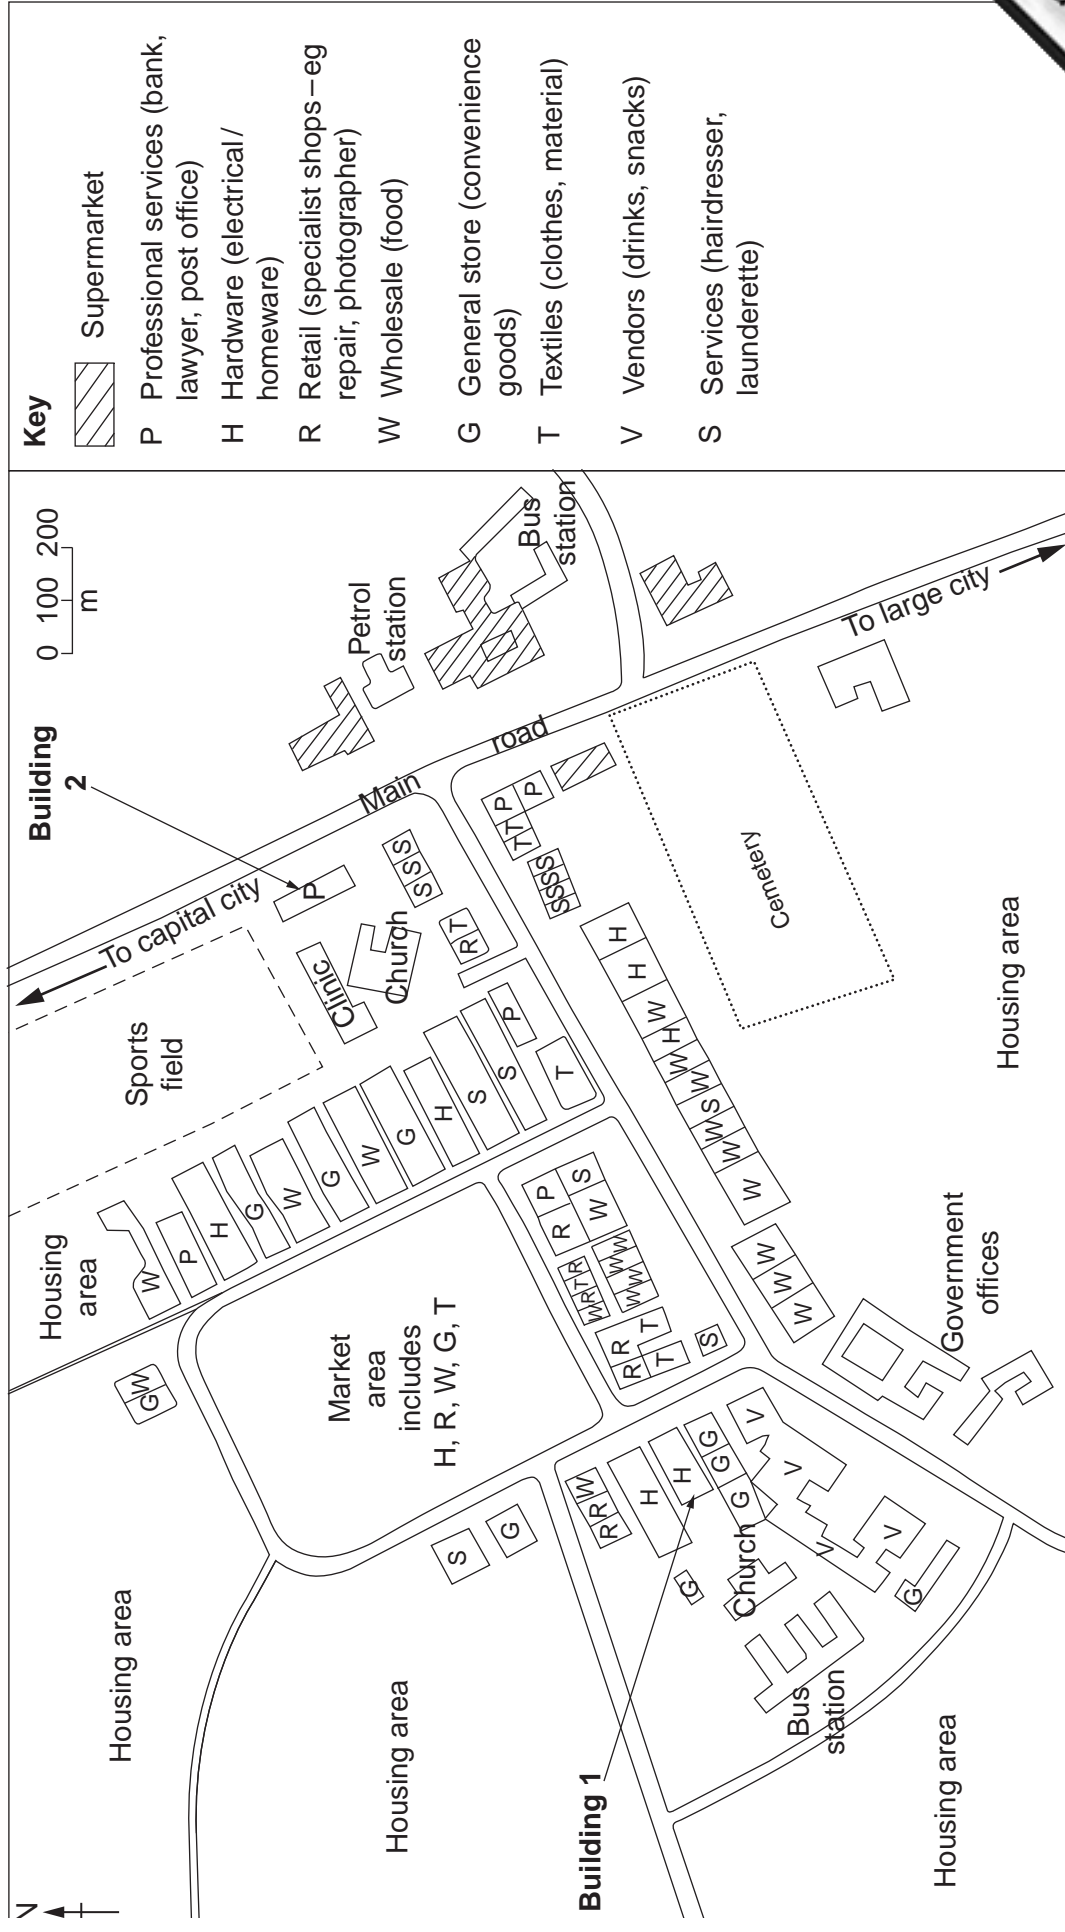 N
0 100 200
m
Building
2
To capital city
Sports
field
Housing
area
Housing area
G W
W
P
H
G
W
G
W
G
H
S
S
P
T
Market
area
includes
H, R, W, G, T
Clinic
Church
P
Main
road
Petrol
station
Bus
station
Housing area
S
G
R T
S S S
T T P P
S S S S
R P
W S
W R T R
W W W W
R R
T T
S
R R W
H
H
G G G
G
Building 1
Church
V
V
V
V
G
Bus
station
W W W
W W W S W W H W H H
Cemetery
To large city
Government
offices
Housing area
Housing area
Key
Supermarket
P Professional services (bank,
lawyer, post office)
H Hardware (electrical/
homeware)
R Retail (specialist shops–eg
repair, photographer)
W Wholesale (food)
G General store (convenience
goods)
T Textiles (clothes, material)
V Vendors (drinks, snacks)
S Services (hairdresser,
launderette)